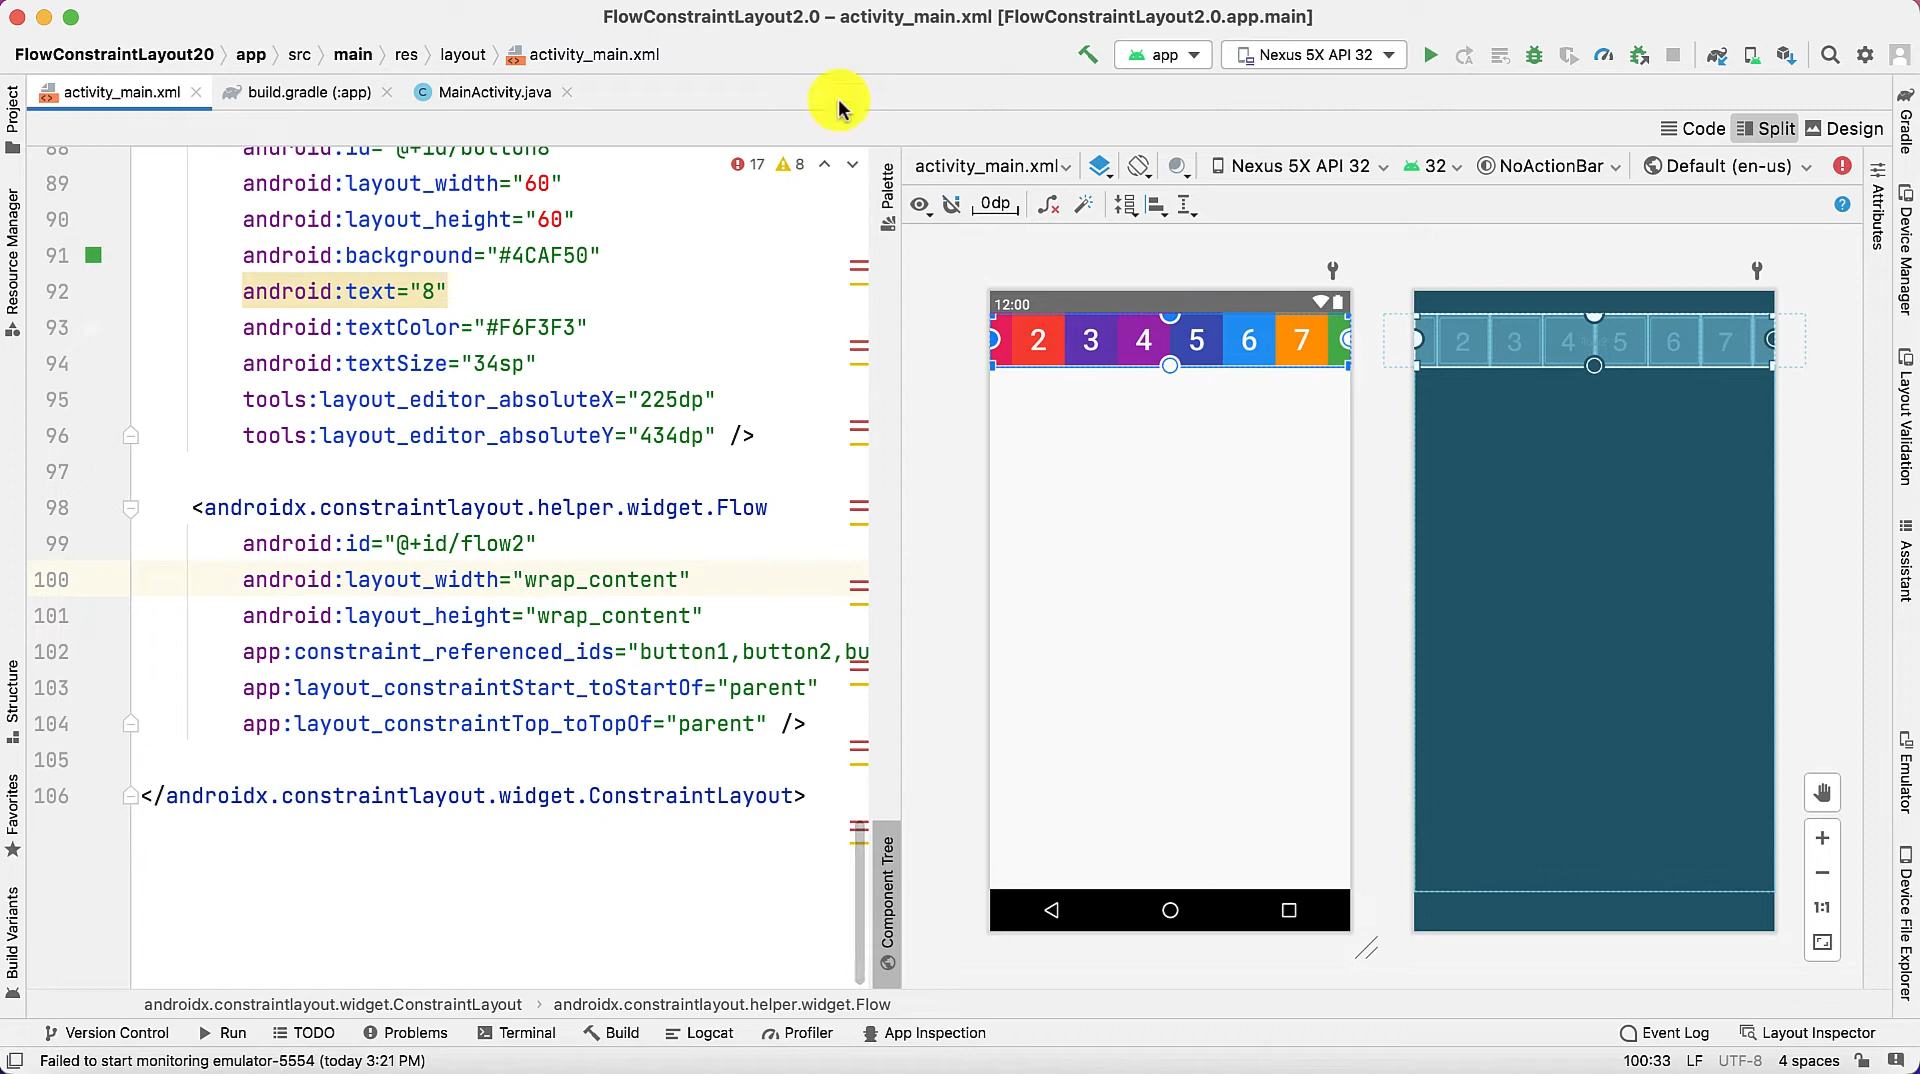 FlowConstraintLayout2.0 – activity_main.xml [FlowConstraintLayout2.0.app.main]
FlowConstraintLayout20 app src main res layout activity_main.xml
app Nexus 5X API 32
activity_main.xml build.gradle (:app) MainActivity.java
Code Split Design
17 8
88 android:id="@+id/button8
89 android:layout_width="60"
90 android:layout_height="60"
91 android:background="#4CAF50"
92 android:text="8"
93 android:textColor="#F6F3F3"
94 android:textSize="34sp"
95 tools:layout_editor_absoluteX="225dp"
96 tools:layout_editor_absoluteY="434dp" />
97
98 <androidx.constraintlayout.helper.widget.Flow
99 android:id="@+id/flow2"
100 android:layout_width="wrap_content"
101 android:layout_height="wrap_content"
102 app:constraint_referenced_ids="button1,button2,bu
103 app:layout_constraintStart_toStartOf="parent"
104 app:layout_constraintTop_toTopOf="parent" />
105
106 </androidx.constraintlayout.widget.ConstraintLayout>
activity_main.xml Nexus 5X API 32 32 NoActionBar Default (en-us)
0dp
12:00
2 3 4 5 6 7
2 3 4 5 6 7
1:1
Project
Resource Manager
Structure
Favorites
Build Variants
Palette
Component Tree
Attributes
Gradle
Device Manager
Layout Validation
Assistant
Emulator
Device File Explorer
androidx.constraintlayout.widget.ConstraintLayout androidx.constraintlayout.helper.widget.Flow
Version Control Run TODO Problems Terminal Build Logcat Profiler App Inspection Event Log Layout Inspector
Failed to start monitoring emulator-5554 (today 3:21 PM) 100:33 LF UTF-8 4 spaces